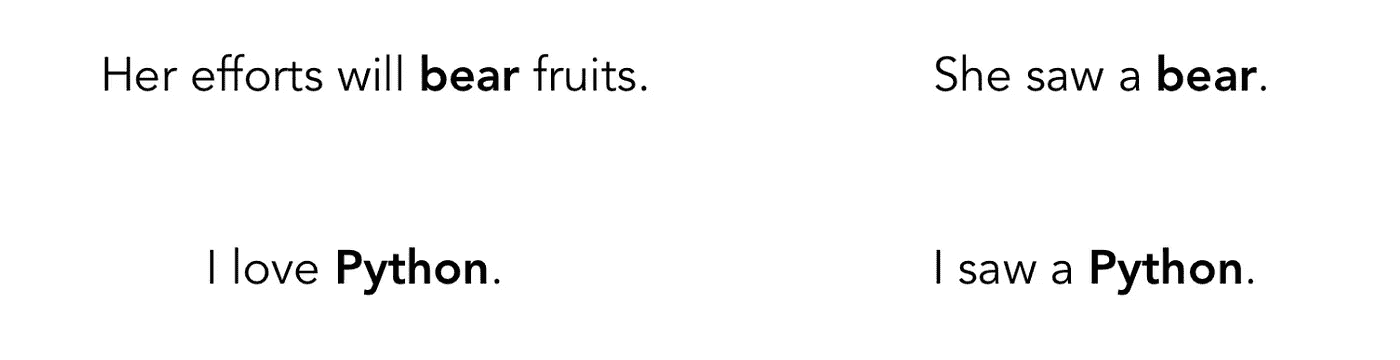 Her efforts will bear fruits.
She saw a bear.
I love Python.
I saw a Python.